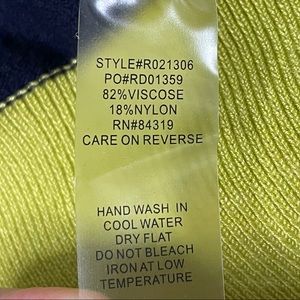 STYLE#R021306
PO#RD01359
82%VISCOSE
18%NYLON
RN#84319
CARE ON REVERSE
HAND WASH IN
COOL WATER
DRY FLAT
DO NOT BLEACH
IRON AT LOW
TEMPERATURE